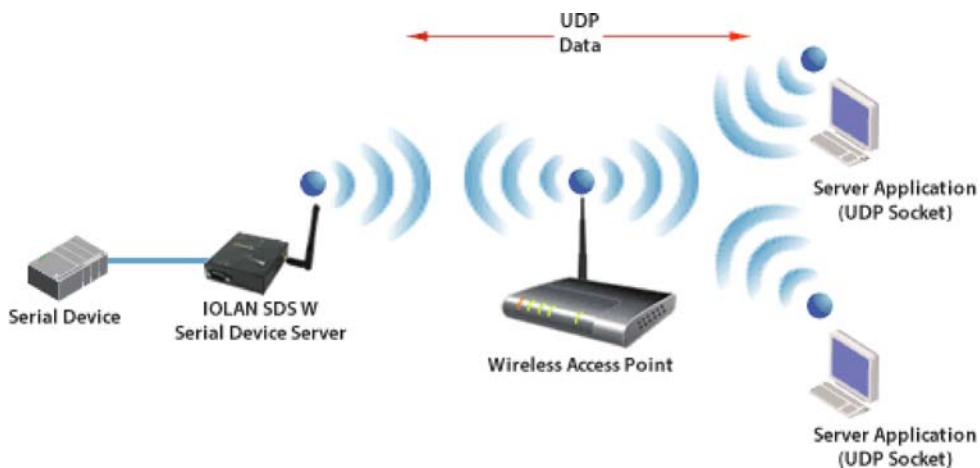 UDP
Data
Server Application
(UDP Socket)
Serial Device
IOLAN SDS W
Serial Device Server
Wireless Access Point
Server Application
(UDP Socket)